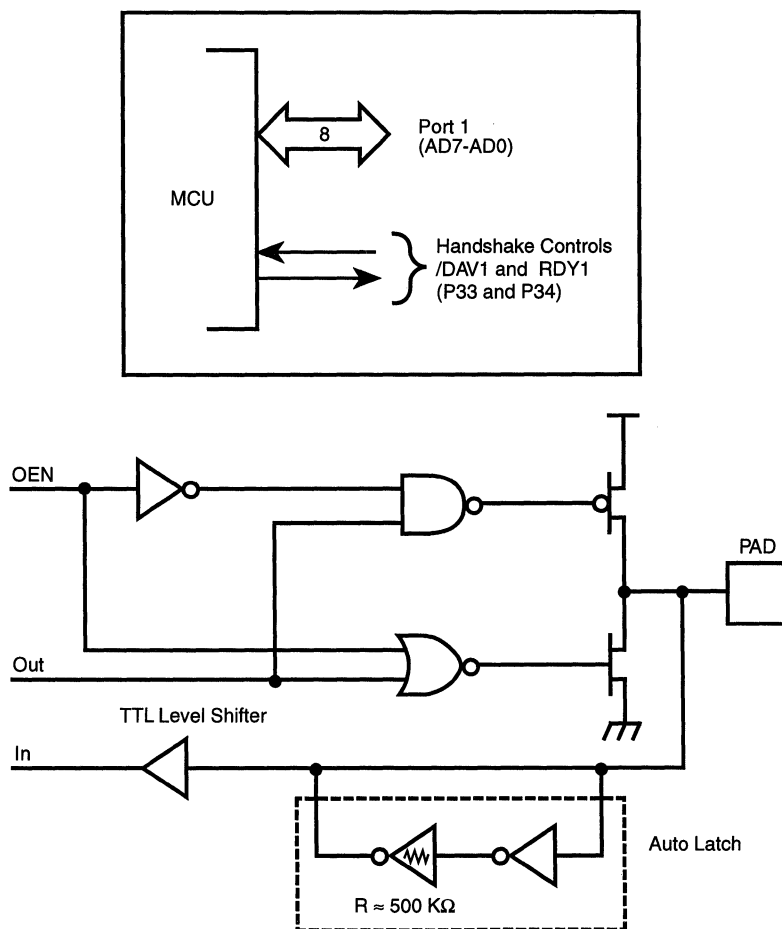 MCU
8
Port 1
(AD7-AD0)
Handshake Controls
/DAV1 and RDY1
(P33 and P34)
OEN
PAD
Out
TTL Level Shifter
In
Auto Latch
R ≈ 500 KΩ